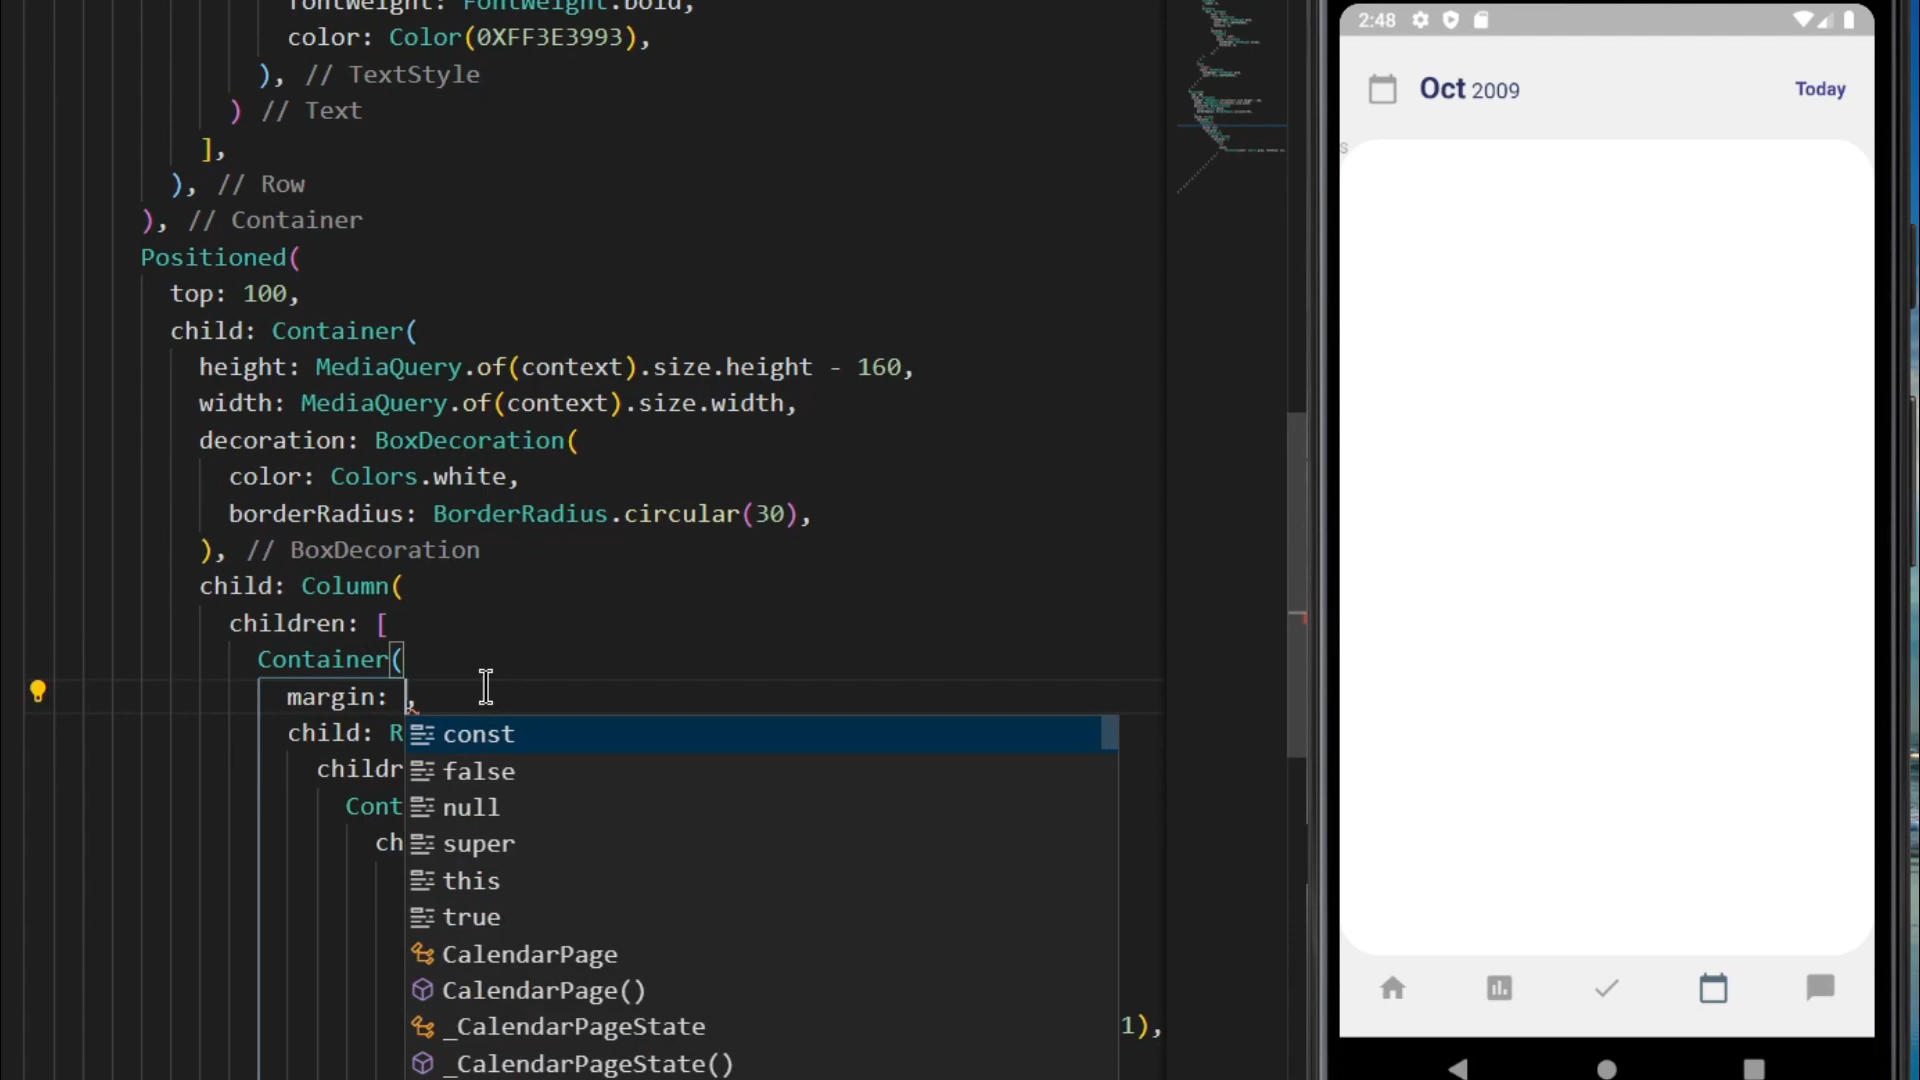 fontWeight: FontWeight.bold,
color: Color(0XFF3E3993),
), // TextStyle
) // Text
],
), // Row
), // Container
Positioned(
top: 100,
child: Container(
height: MediaQuery.of(context).size.height - 160,
width: MediaQuery.of(context).size.width,
decoration: BoxDecoration(
color: Colors.white,
borderRadius: BorderRadius.circular(30),
), // BoxDecoration
child: Column(
children: [
Container(
margin: ,
child: R
childr
Cont
ch
const
false
null
super
this
true
CalendarPage
CalendarPage()
_CalendarPageState
_CalendarPageState()
1),
2:48
Oct 2009
Today
S